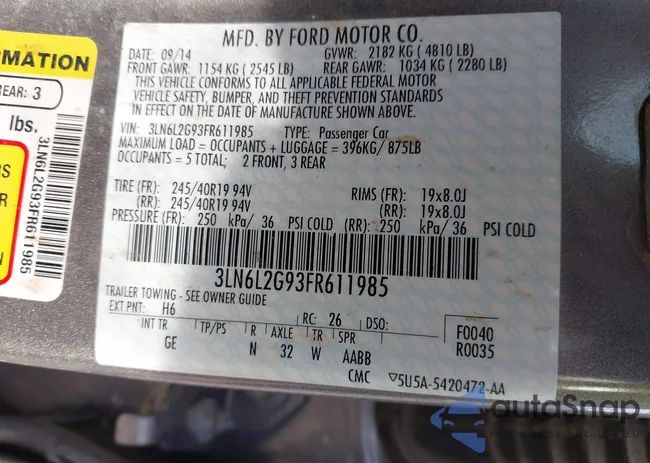 ORMATION
REAR: 3
lbs.
3LN6L2G93FR611985
MFD. BY FORD MOTOR CO.
DATE: 09/14 GVWR: 2182 KG (4810 LB)
FRONT GAWR: 1154 KG (2545 LB) REAR GAWR: 1034 KG (2280 LB)
THIS VEHICLE CONFORMS TO ALL APPLICABLE FEDERAL MOTOR
VEHICLE SAFETY, BUMPER, AND THEFT PREVENTION STANDARDS
IN EFFECT ON THE DATE OF MANUFACTURE SHOWN ABOVE.
VIN: 3LN6L2G93FR611985 TYPE: Passenger Car
MAXIMUM LOAD = OCCUPANTS + LUGGAGE = 396KG/ 875LB
OCCUPANTS = 5 TOTAL; 2 FRONT, 3 REAR
TIRE (FR): 245/40R19 94V RIMS (FR): 19x8.0J
(RR): 245/40R19 94V (RR): 19x8.0J
PRESSURE (FR): 250 kPa/ 36 PSI COLD (RR): 250 kPa/ 36 PSI COLD
3LN6L2G93FR611985
TRAILER TOWING - SEE OWNER GUIDE
EXT PNT: H6 RC: 26 DSO: F0040
R0035
INT TR TP/PS R AXLE TR SPR
GE N 32 W AABB
CMC ▽5U5A-5420472-AA
autoSnap